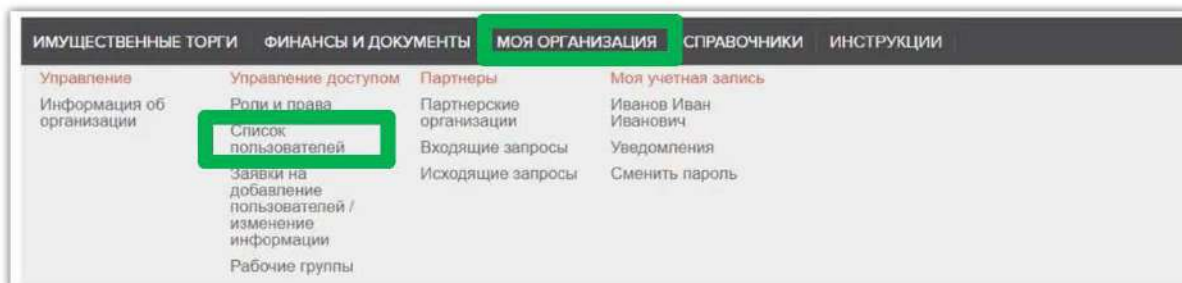 ИМУЩЕСТВЕННЫЕ ТОРГИ ФИНАНСЫ И ДОКУМЕНТЫ МОЯ ОРГАНИЗАЦИЯ СПРАВОЧНИКИ ИНСТРУКЦИИ
Управление
Информация об
организации
Управление доступом
Роли и права
Список
пользователей
Заявки на
добавление
пользователей /
изменение
информации
Рабочие группы
Партнеры
Партнерские
организации
Входящие запросы
Исходящие запросы
Моя учетная запись
Иванов Иван
Иванович
Уведомления
Сменить пароль